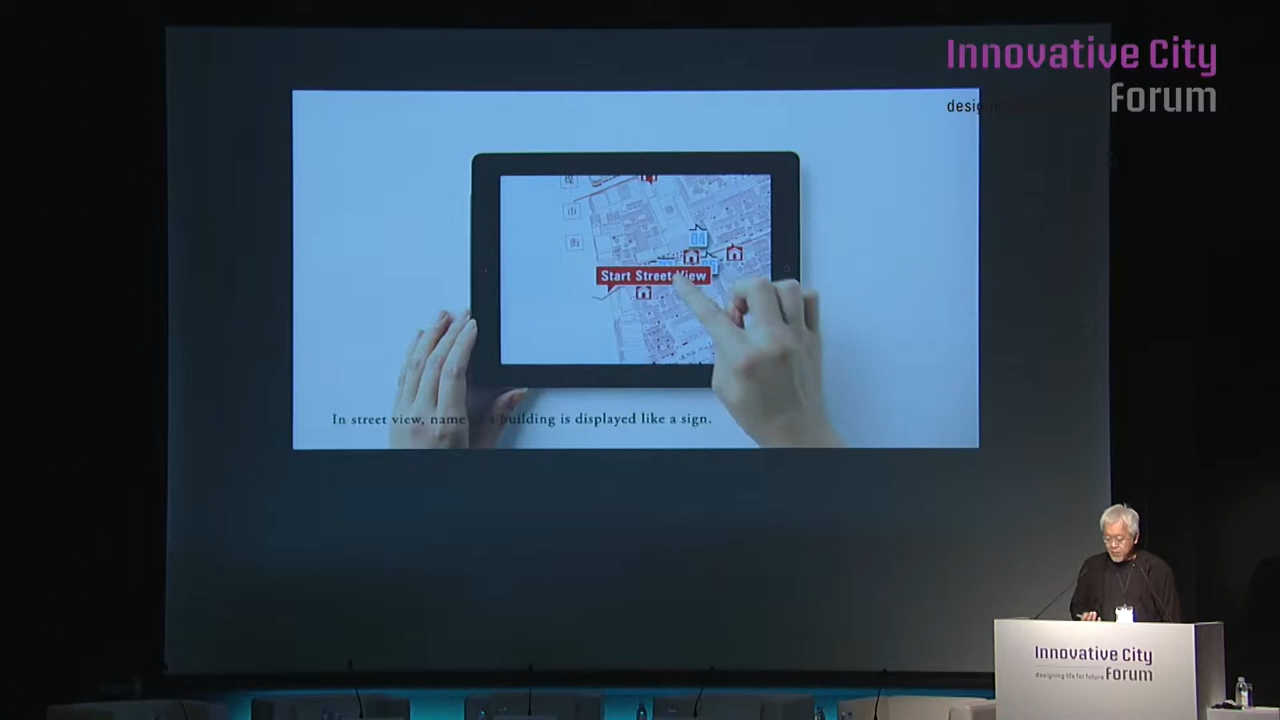 Innovative City
Forum
04
Start Street View
In street view, name building is displayed like a sign.
Innovative City
designing life for future Forum